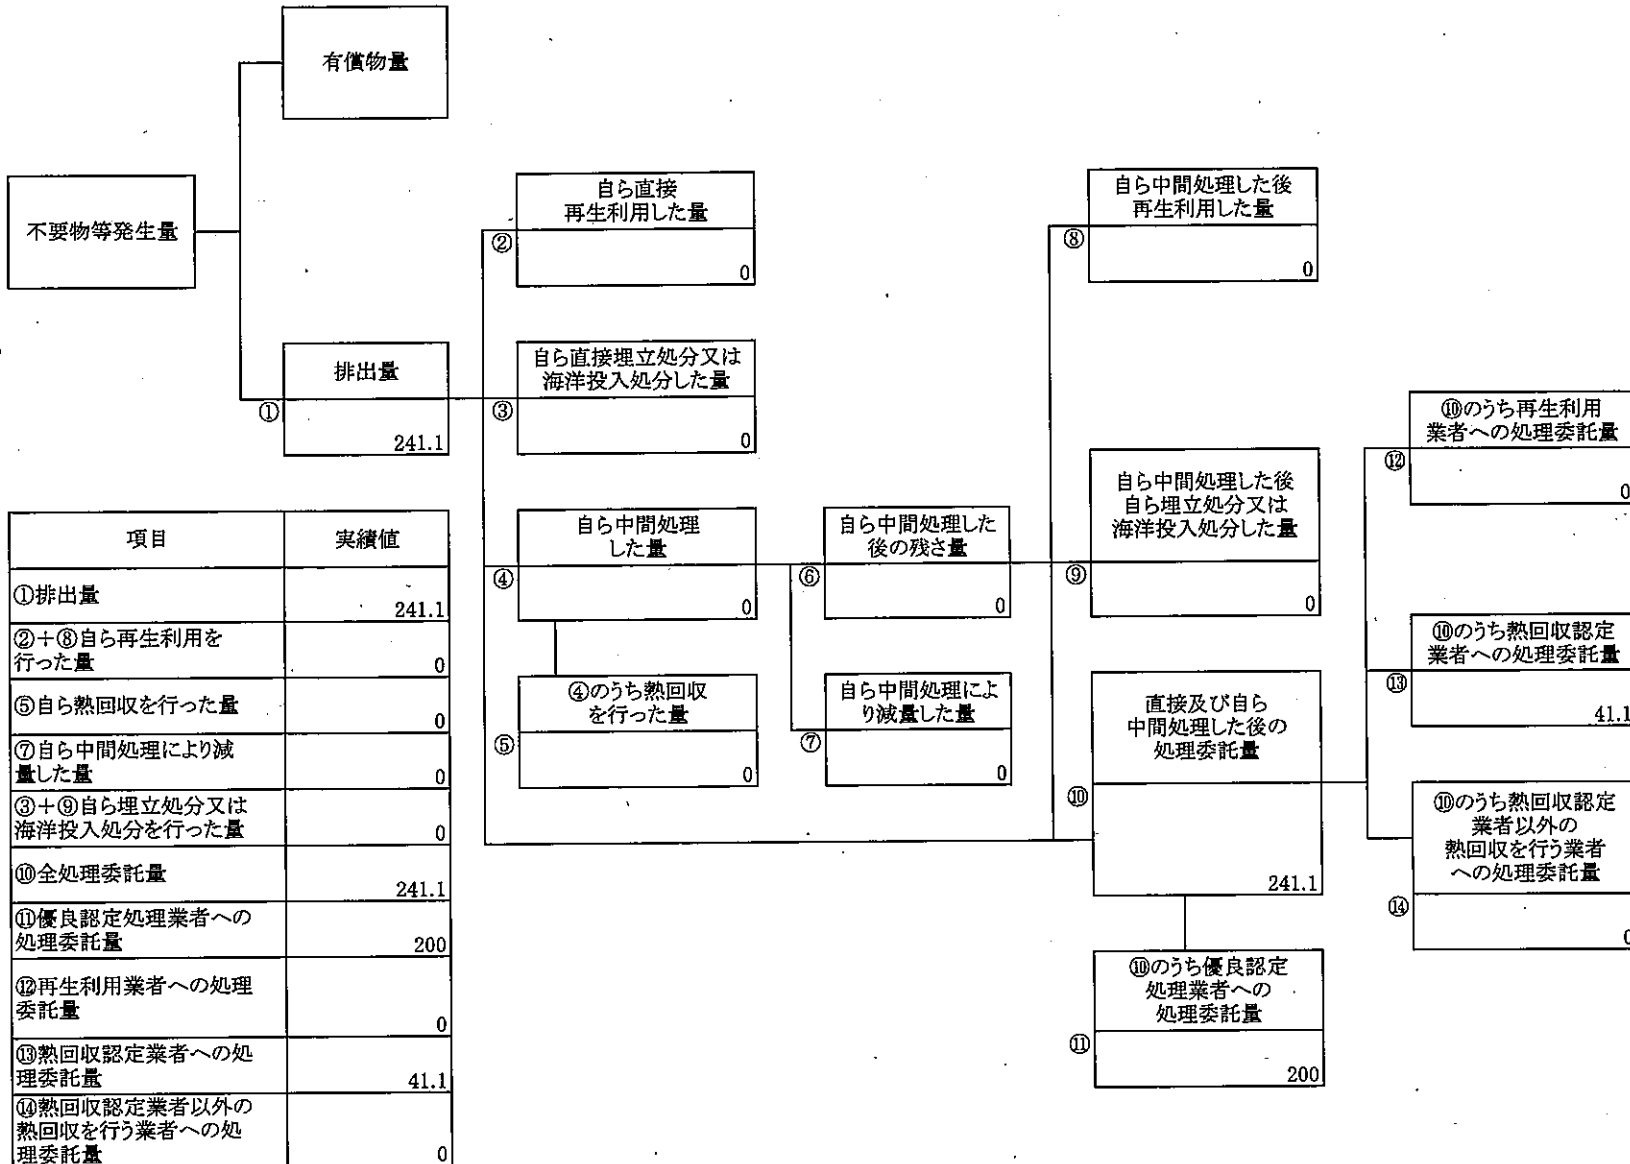 有償物量
不要物等発生量
排出量
①
241.1
自ら直接
再生利用した量
②
0
自ら直接埋立処分又は
海洋投入処分した量
③
0
自ら中間処理
した量
④
0
④のうち熱回収
を行った量
⑤
0
自ら中間処理した
後の残さ量
⑥
0
自ら中間処理によ
り減量した量
⑦
0
自ら中間処理した後
再生利用した量
⑧
0
自ら中間処理した後
自ら埋立処分又は
海洋投入処分した量
⑨
0
直接及び自ら
中間処理した後の
処理委託量
⑩
241.1
⑩のうち優良認定
処理業者への
処理委託量
⑪
200
⑩のうち再生利用
業者への処理委託量
⑫
0
⑩のうち熱回収認定
業者への処理委託量
⑬
41.1
⑩のうち熱回収認定
業者以外の
熱回収を行う業者
への処理委託量
⑭
0
項目 実績値
①排出量
241.1
②+⑧自ら再生利用を
行った量 0
⑤自ら熱回収を行った量
0
⑦自ら中間処理により減
量した量 0
③+⑨自ら埋立処分又は
海洋投入処分を行った量 0
⑩全処理委託量
241.1
⑪優良認定処理業者への
処理委託量 200
⑫再生利用業者への処理
委託量 0
⑬熱回収認定業者への処
理委託量 41.1
⑭熱回収認定業者以外の
熱回収を行う業者への処
理委託量 0